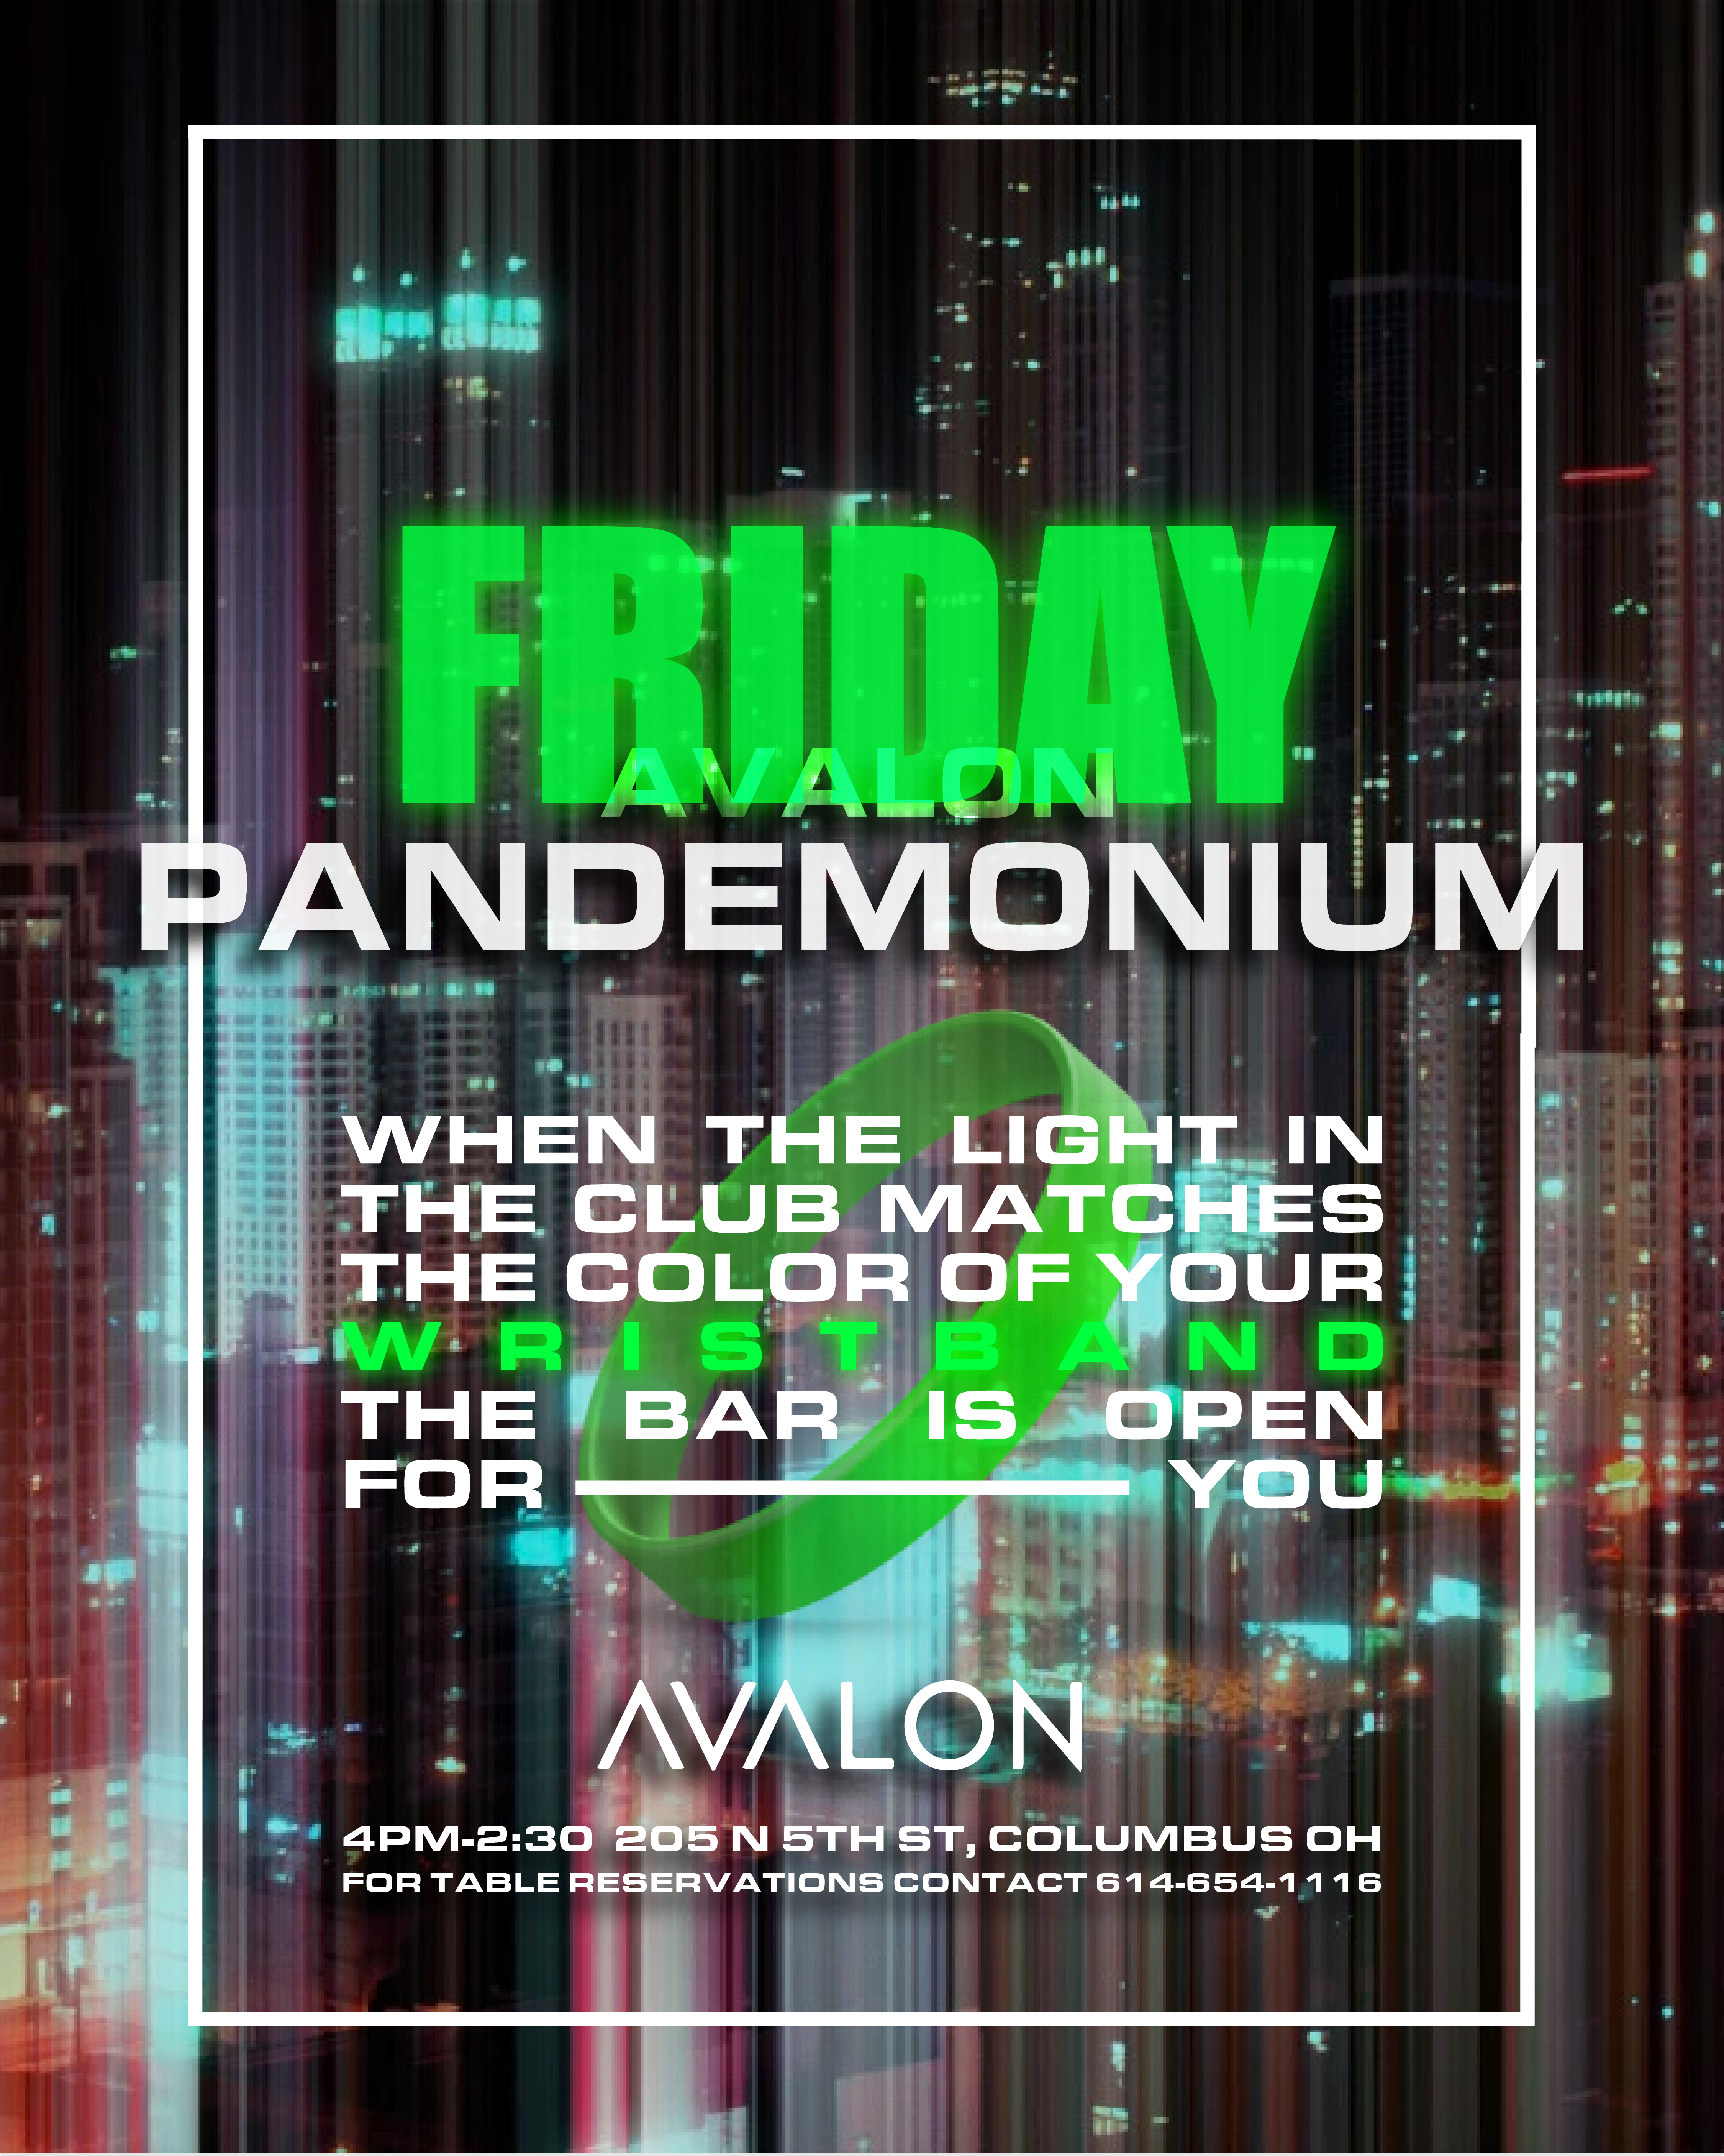 FRIDAY
AVALON
PANDEMONIUM
WHEN THE LIGHT IN
THE CLUB MATCHES
THE COLOR OF YOUR
WRISTBAND
THE BAR IS OPEN
FOR YOU
AVALON
4PM-2:30 205 N 5TH ST, COLUMBUS OH
FOR TABLE RESERVATIONS CONTACT 614-654-1116